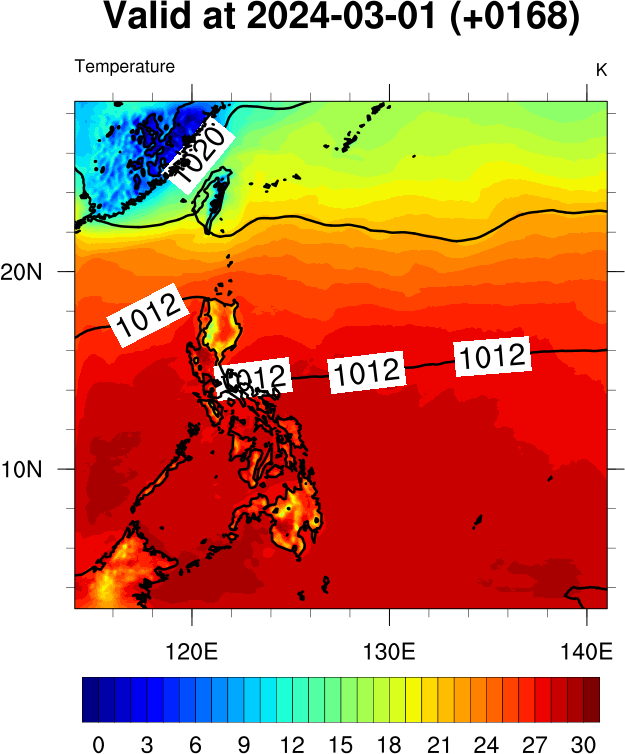 Valid at 2024-03-01 (+0168)
Temperature K
1020
20N
1012
1012 1012 1012
10N
120E 130E 140E
0 3 6 9 12 15 18 21 24 27 30